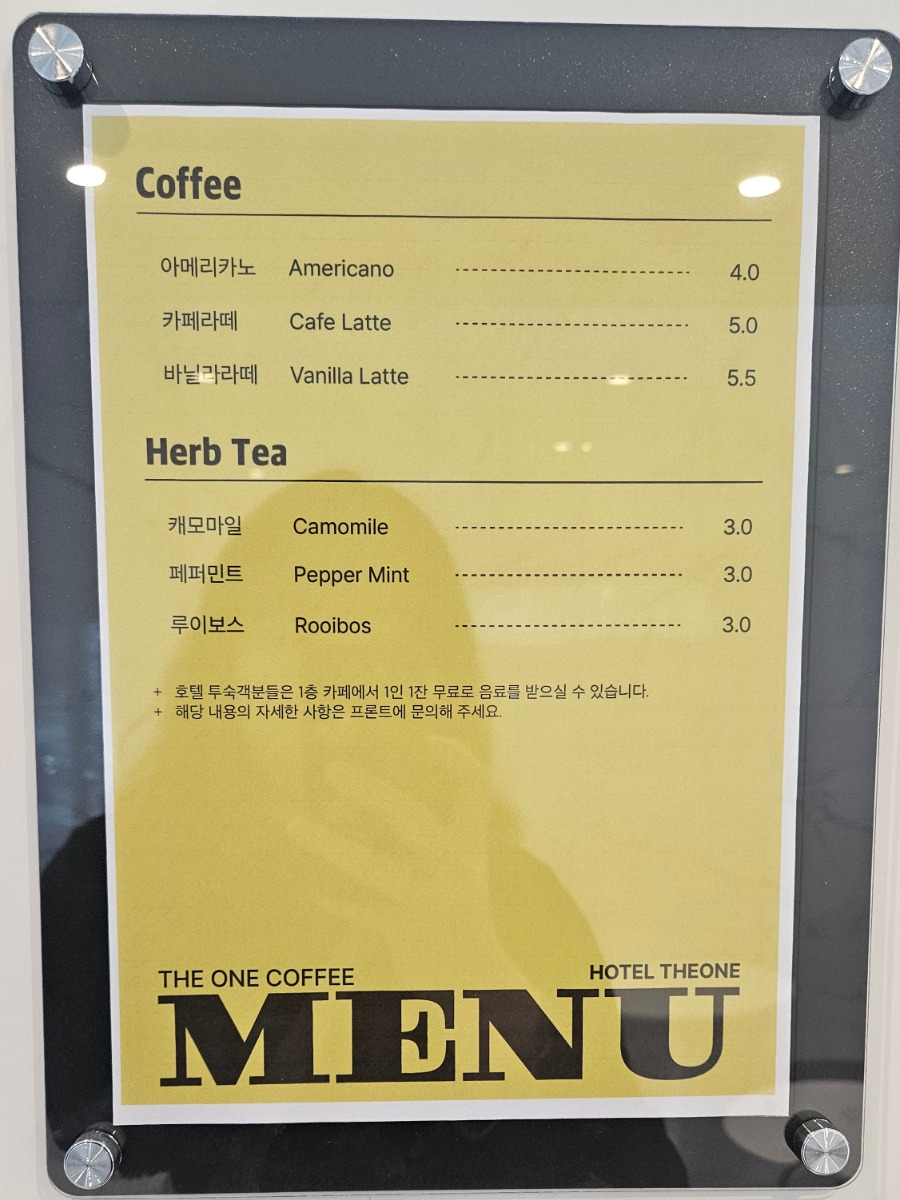 Coffee
아메리카노 Americano ---------------------------- 4.0
카페라떼 Cafe Latte ---------------------------- 5.0
바닐라라떼 Vanilla Latte ---------------------------- 5.5
Herb Tea
캐모마일 Camomile ---------------------------- 3.0
페퍼민트 Pepper Mint ---------------------------- 3.0
루이보스 Rooibos ---------------------------- 3.0
+ 호텔 투숙객분들은 1층 카페에서 1인 1잔 무료로 음료를 받으실 수 있습니다.
+ 해당 내용의 자세한 사항은 프론트에 문의해 주세요.
THE ONE COFFEE HOTEL THEONE
MENU